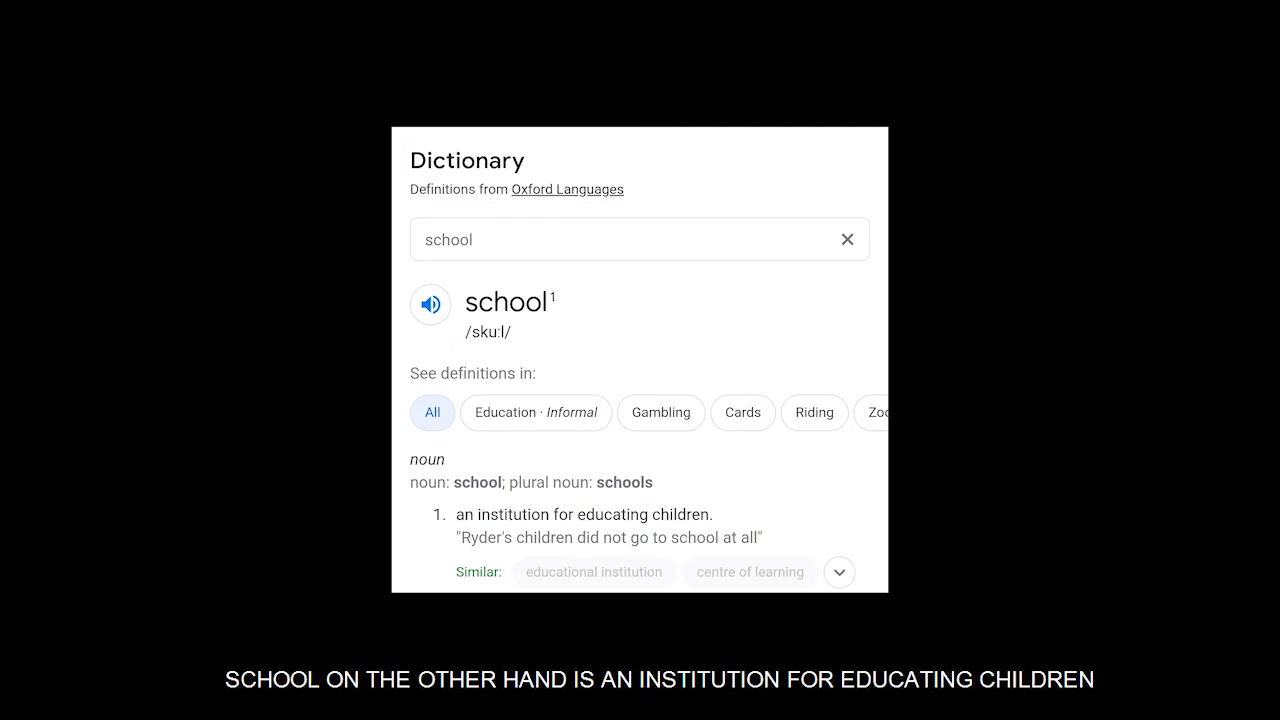 Dictionary
Definitions from Oxford Languages
school
school¹
/skuːl/
See definitions in:
All
Education · Informal
Gambling
Cards
Riding
Zoo
noun
noun: school; plural noun: schools
1. an institution for educating children.
"Ryder's children did not go to school at all"
Similar:
educational institution
centre of learning
SCHOOL ON THE OTHER HAND IS AN INSTITUTION FOR EDUCATING CHILDREN